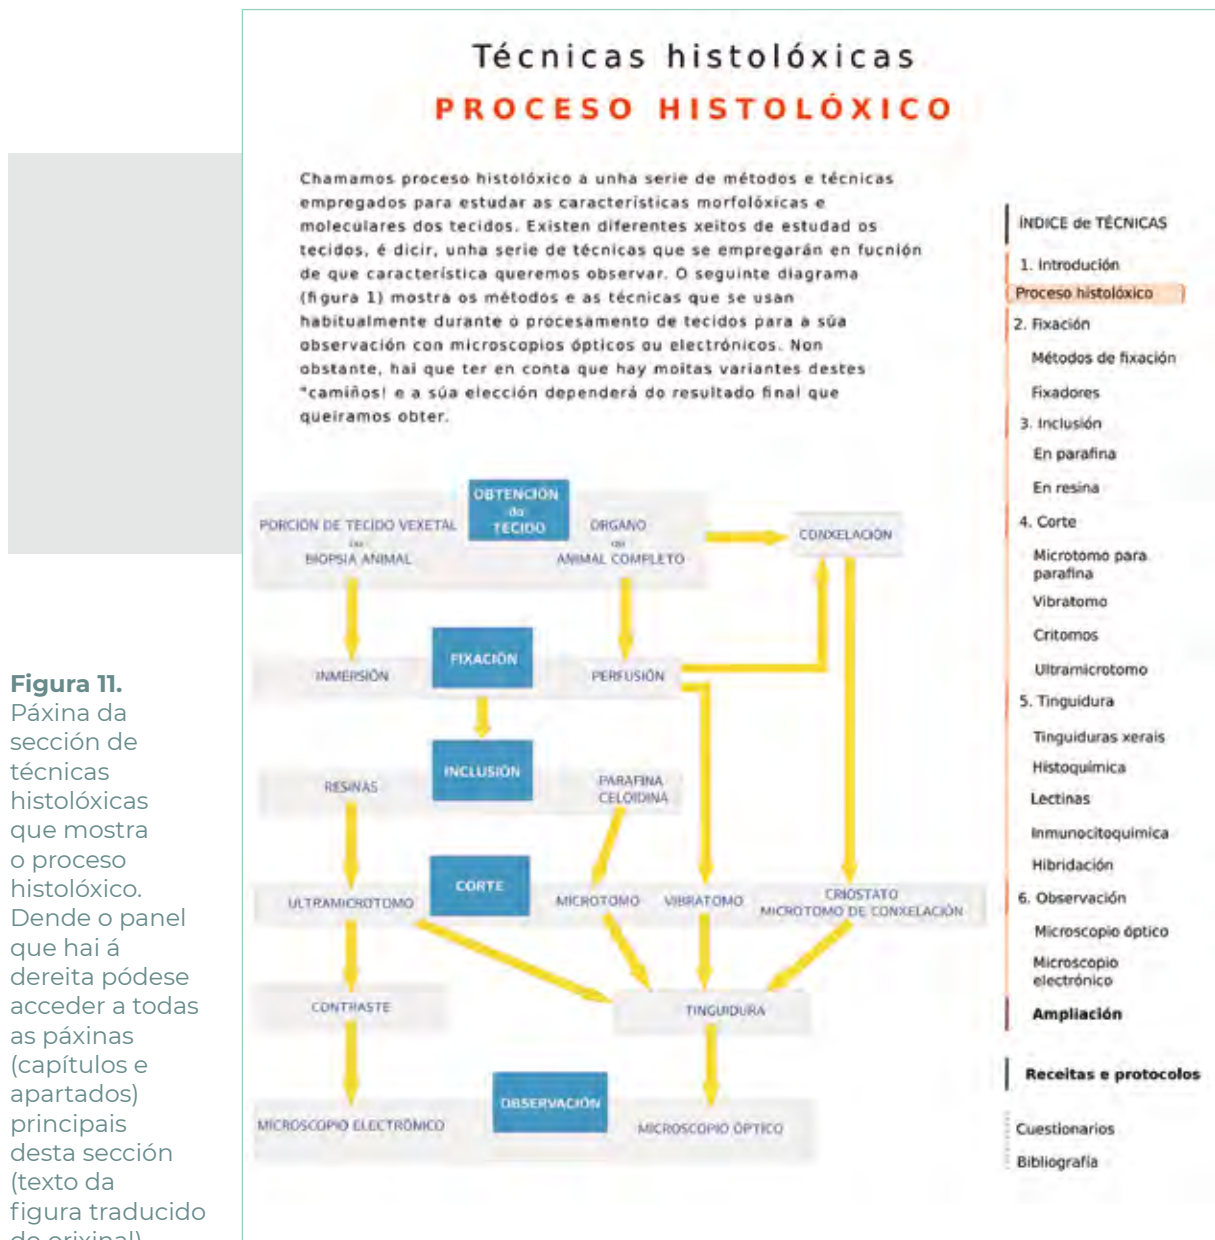 Técnicas histolóxicas
PROCESO HISTOLÓXICO
Chamamos proceso histolóxico a unha serie de métodos e técnicas
empregados para estudar as características morfolóxicas e
moleculares dos tecidos. Existen diferentes xeitos de estudad os
tecidos, é dicir, unha serie de técnicas que se empregarán en fucnión
de que característica queremos observar. O seguinte diagrama
(figura 1) mostra os métodos e as técnicas que se usan
habitualmente durante o procesamento de tecidos para a súa
observación con microscopios ópticos ou electrónicos. Non
obstante, hai que ter en conta que hay moitas variantes destes
"camiños! e a súa elección dependerá do resultado final que
queiramos obter.
OBTENCIÓN
do
TECIDO
PORCIÓN DE TECIDO VEXETAL
ou
BIOPSIA ANIMAL
ÓRGANO
ou
ANIMAL COMPLETO
CONXELACIÓN
FIXACIÓN
INMERSIÓN
PERFUSIÓN
INCLUSIÓN
RESINAS
PARAFINA
CELOIDINA
CORTE
ULTRAMICROTOMO
MICROTOMO
VIBRATOMO
CRIOSTATO
MICROTOMO DE CONXELACIÓN
CONTRASTE
TINGUIDURA
OBSERVACIÓN
MICROSCOPIO ELECTRÓNICO
MICROSCOPIO ÓPTICO
ÍNDICE de TÉCNICAS
1. Introdución
Proceso histolóxico
2. Fixación
Métodos de fixación
Fixadores
3. Inclusión
En parafina
En resina
4. Corte
Microtomo para
parafina
Vibratomo
Critomos
Ultramicrotomo
5. Tinguidura
Tinguiduras xerais
Histoquímica
Lectinas
Inmunocitoquímica
Hibridación
6. Observación
Microscopio óptico
Microscopio
electrónico
Ampliación
Receitas e protocolos
Cuestionarios
Bibliografía
Figura 11.
Páxina da
sección de
técnicas
histolóxicas
que mostra
o proceso
histolóxico.
Dende o panel
que hai á
dereita pódese
acceder a todas
as páxinas
(capítulos e
apartados)
principais
desta sección
(texto da
figura traducido
do orixinal)